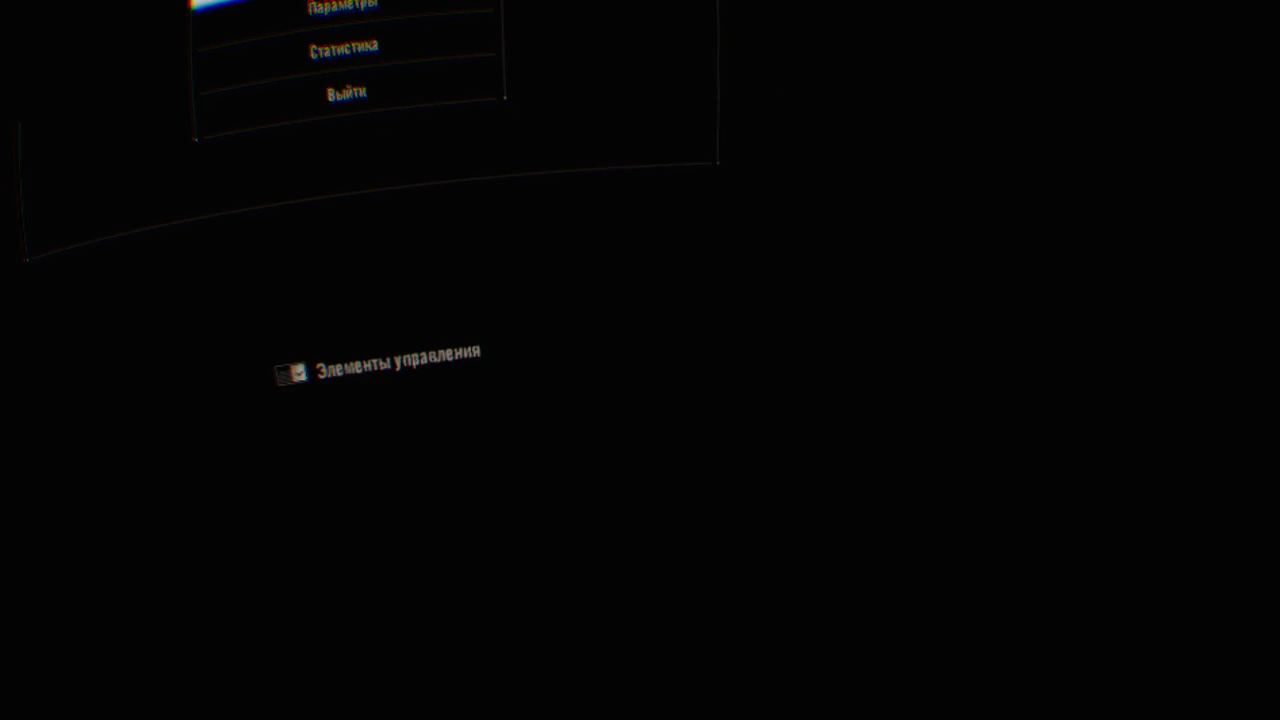 Параметры
Статистика
Выйти
Элементы управления